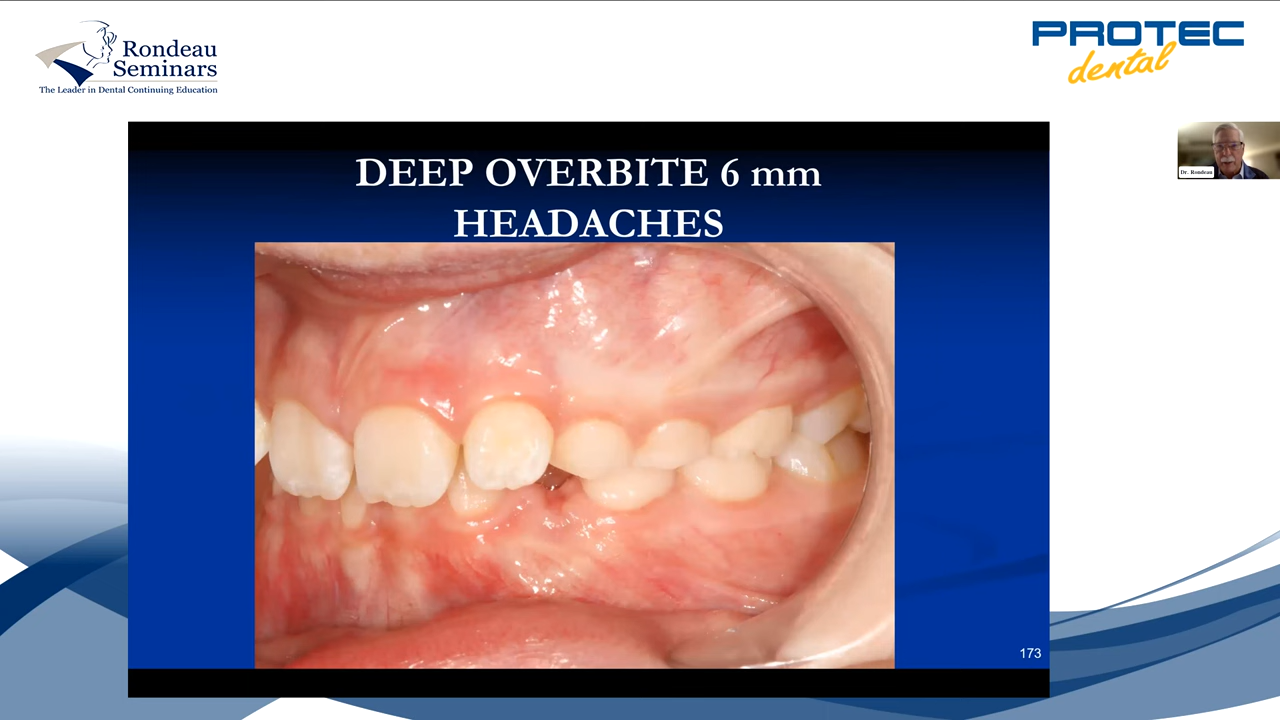 Rondeau
Seminars
The Leader in Dental Continuing Education
PROTEC
dental
DEEP OVERBITE 6 mm
HEADACHES
Dr. Rondeau
173